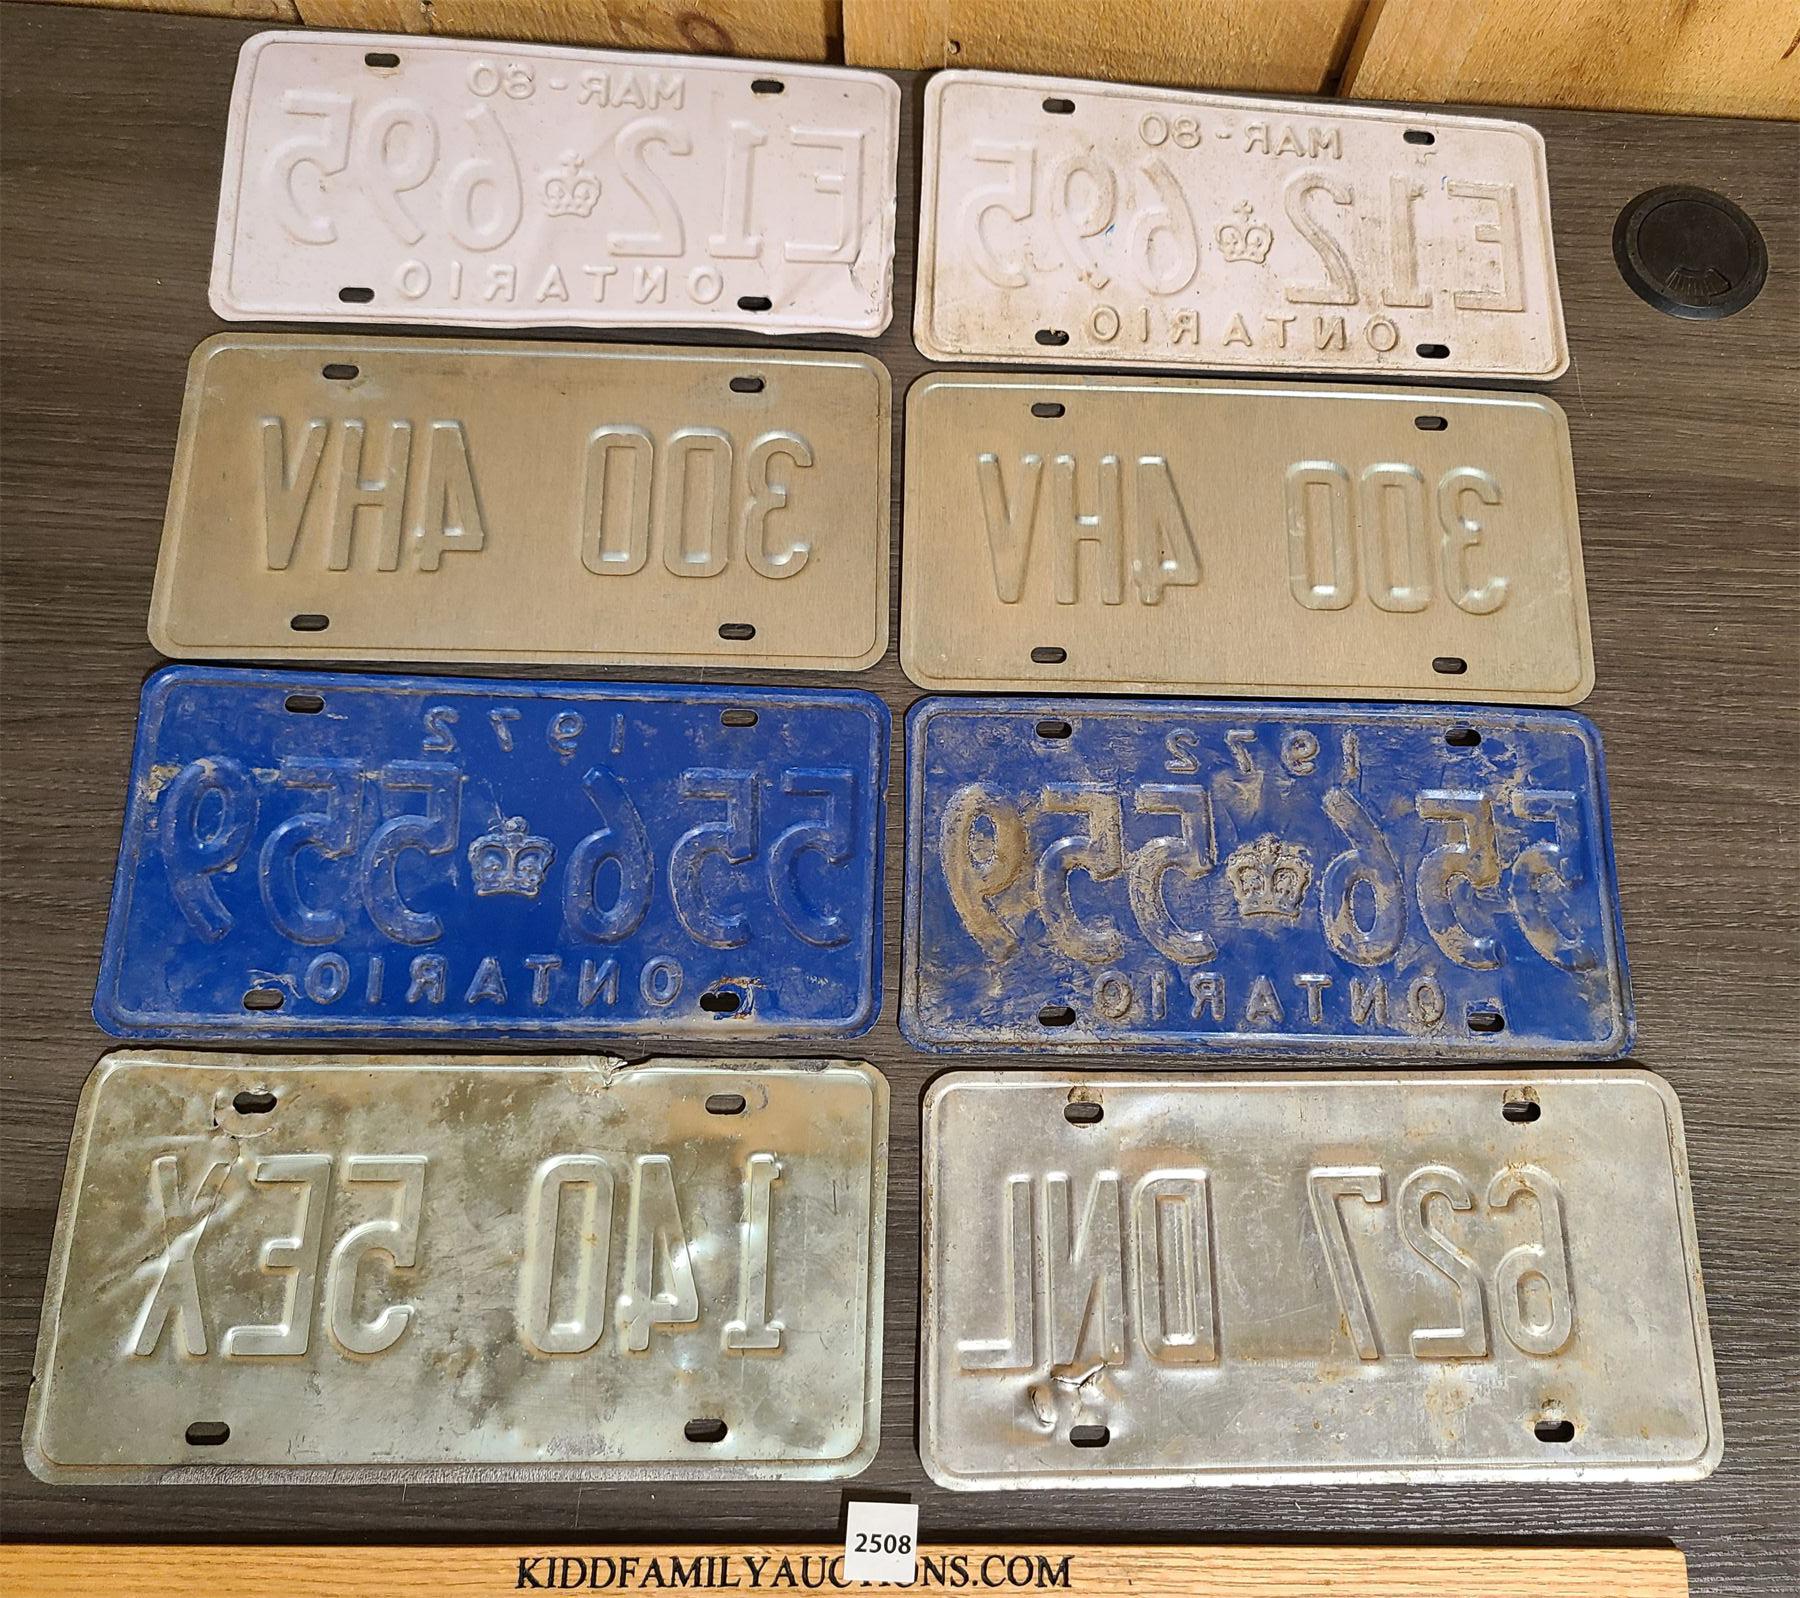 MAR - 80
E12 695
ONTARIO
MAR - 80
E12 695
ONTARIO
300 4HV
300 4HV
1972
556 559
ONTARIO
1972
556 559
ONTARIO
140 5EX
627 DNL
2508
KIDDFAMILYAUCTIONS.COM